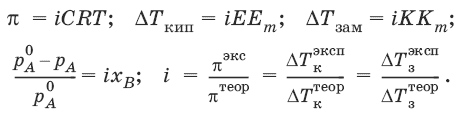 π = iCRT; ΔT_кип = iEE_m; ΔT_зам = iKK_m;
(p_A^0 − p_A)/p_A^0 = ix_B; i = π^экс/π^теор = ΔT_к^эксп/ΔT_к^теор = ΔT_з^эксп/ΔT_з^теор.